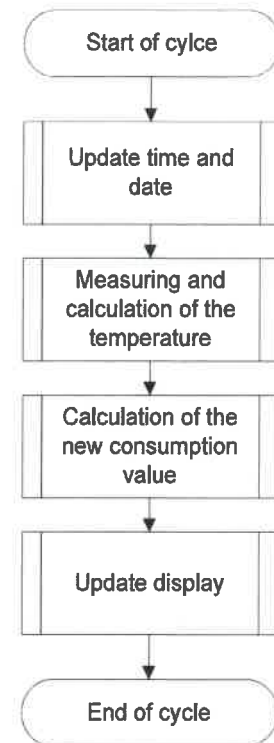 Start of cylce
Update time and
date
Measuring and
calculation of the
temperature
Calculation of the
new consumption
value
Update display
End of cycle